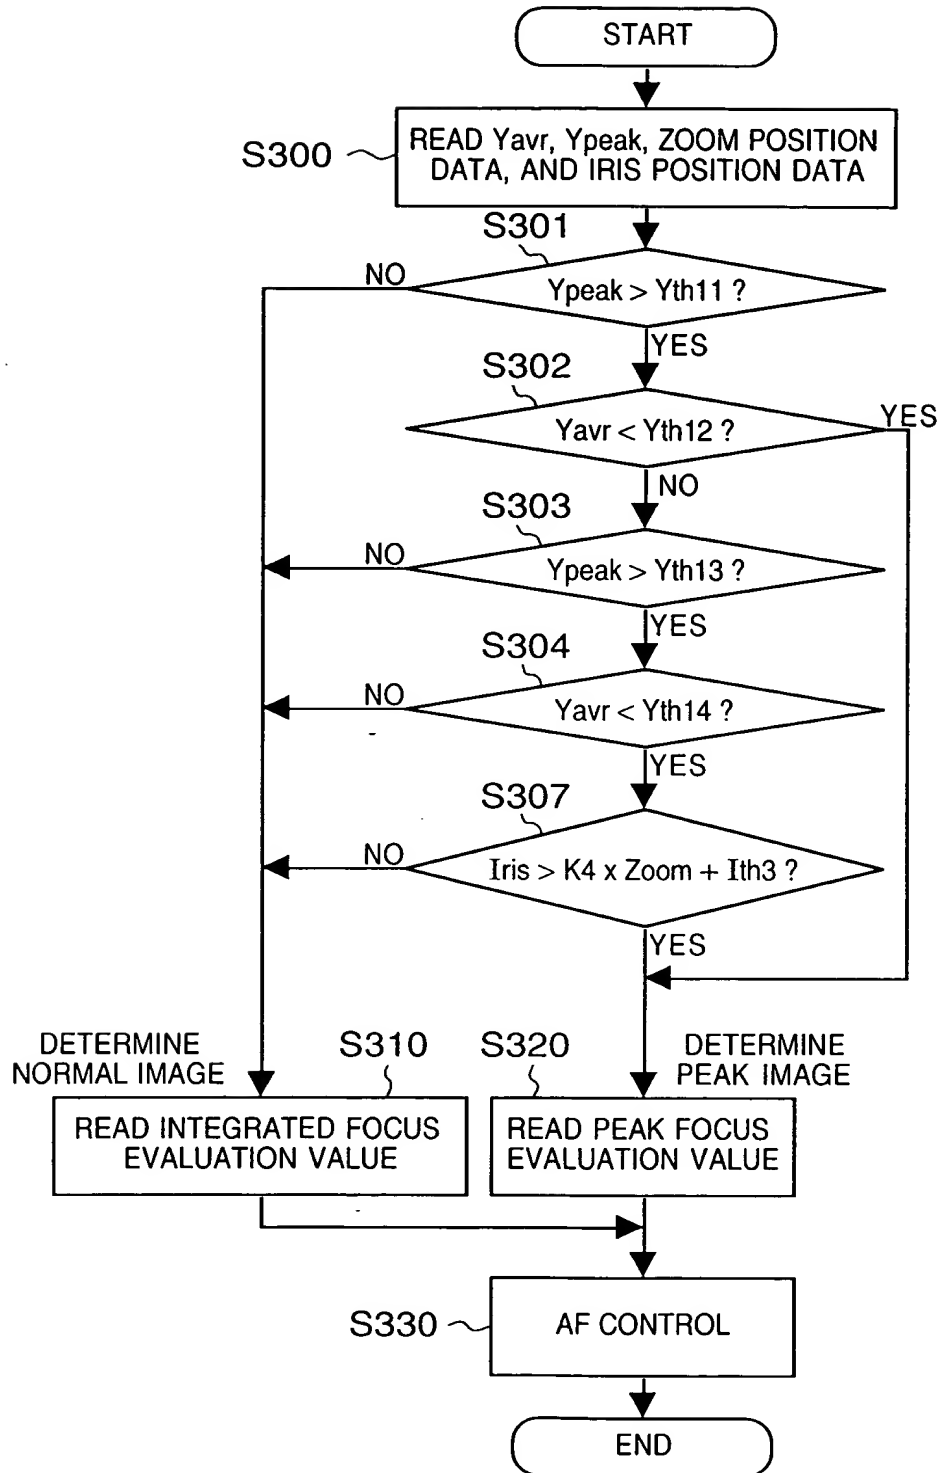 START
S300
READ Yavr, Ypeak, ZOOM POSITION
DATA, AND IRIS POSITION DATA
S301
NO
Ypeak > Yth11 ?
YES
S302
Yavr < Yth12 ?
YES
NO
S303
NO
Ypeak > Yth13 ?
YES
S304
NO
Yavr < Yth14 ?
YES
S307
NO
Iris > K4 x Zoom + Ith3 ?
YES
DETERMINE
NORMAL IMAGE
S310
S320
DETERMINE
PEAK IMAGE
READ INTEGRATED FOCUS
EVALUATION VALUE
READ PEAK FOCUS
EVALUATION VALUE
S330
AF CONTROL
END